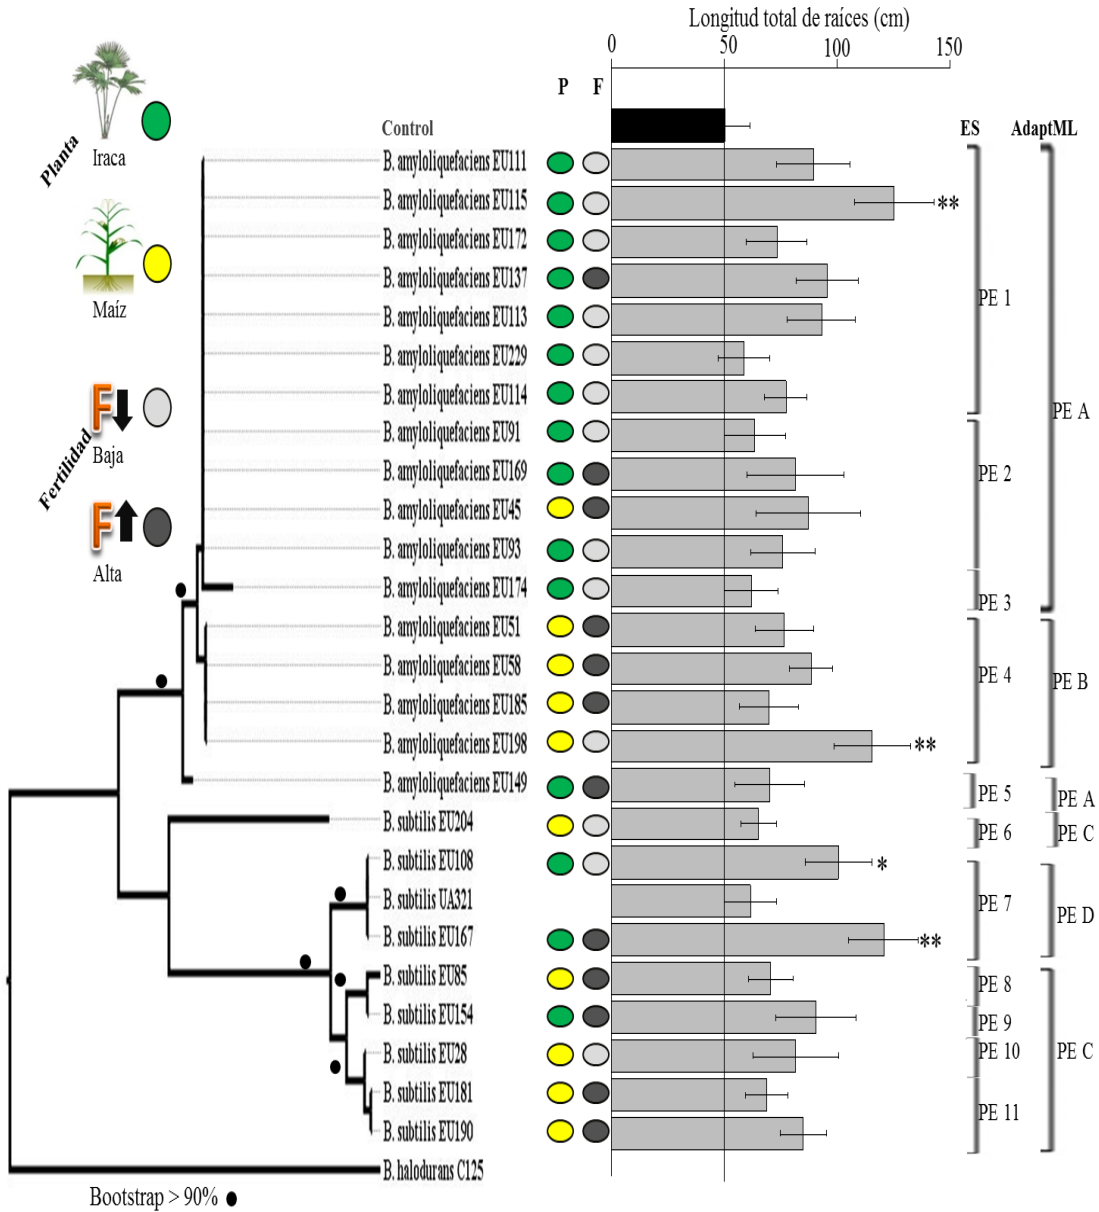 Longitud total de raíces (cm)
0 50 100 150
P F
Control
ES AdaptML
Planta
Iraca
Maíz
Fertilidad
F
Baja
F
Alta
B. amyloliquefaciens EU111
B. amyloliquefaciens EU115
**
B. amyloliquefaciens EU172
B. amyloliquefaciens EU137
PE 1
B. amyloliquefaciens EU113
B. amyloliquefaciens EU229
B. amyloliquefaciens EU114
PE A
B. amyloliquefaciens EU91
B. amyloliquefaciens EU169
PE 2
B. amyloliquefaciens EU45
B. amyloliquefaciens EU93
B. amyloliquefaciens EU174
PE 3
B. amyloliquefaciens EU51
B. amyloliquefaciens EU58
PE 4
PE B
B. amyloliquefaciens EU185
B. amyloliquefaciens EU198
**
B. amyloliquefaciens EU149
PE 5
PE A
B. subtilis EU204
PE 6
PE C
B. subtilis EU108
*
B. subtilis UA321
PE 7
PE D
B. subtilis EU167
**
B. subtilis EU85
PE 8
B. subtilis EU154
PE 9
B. subtilis EU28
PE 10
PE C
B. subtilis EU181
PE 11
B. subtilis EU190
B. halodurans C125
Bootstrap > 90%